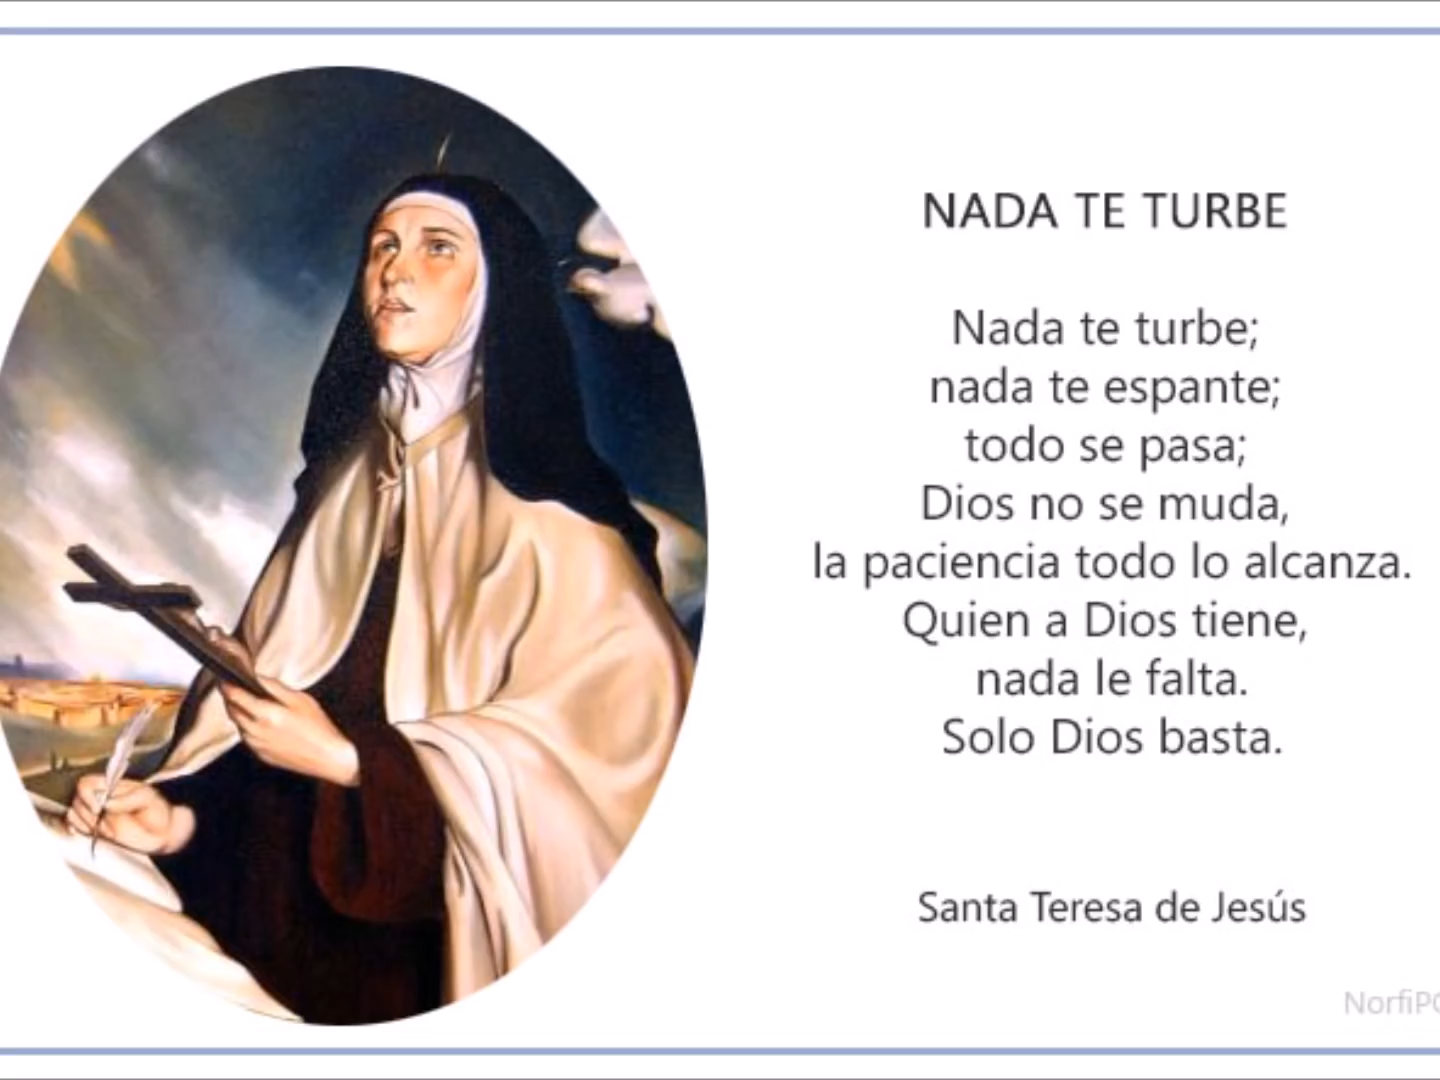 NADA TE TURBE
Nada te turbe;
nada te espante;
todo se pasa;
Dios no se muda,
la paciencia todo lo alcanza.
Quien a Dios tiene,
nada le falta.
Solo Dios basta.
Santa Teresa de Jesús